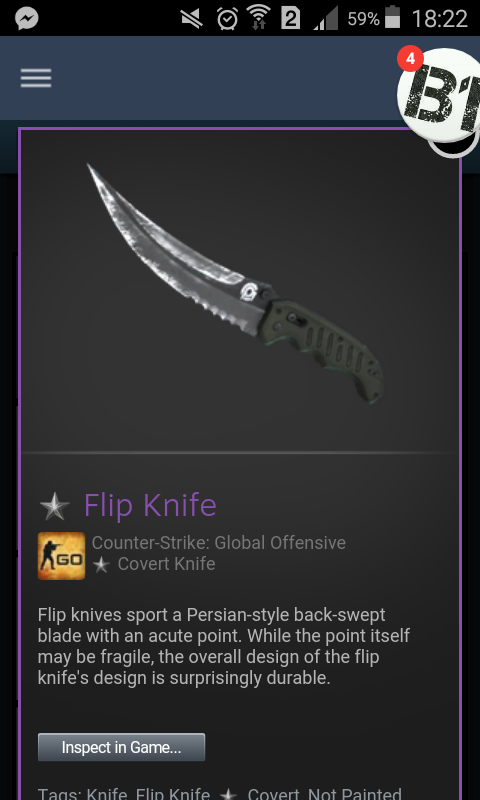 2 59% 18:22
4
B1
★ Flip Knife
GO
Counter-Strike: Global Offensive
★ Covert Knife
Flip knives sport a Persian-style back-swept
blade with an acute point. While the point itself
may be fragile, the overall design of the flip
knife's design is surprisingly durable.
Inspect in Game...
Tags: Knife, Flip Knife, ★, Covert, Not Painted